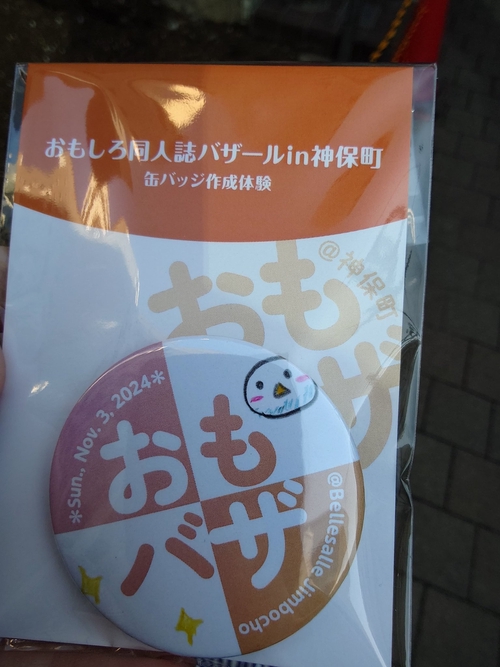 おもしろ同人誌バザールin神保町
缶バッジ作成体験
@神保町
おも
ザ
*Sun., Nov. 3, 2024*
おも
バザ
@Bellesalle Jimbocho